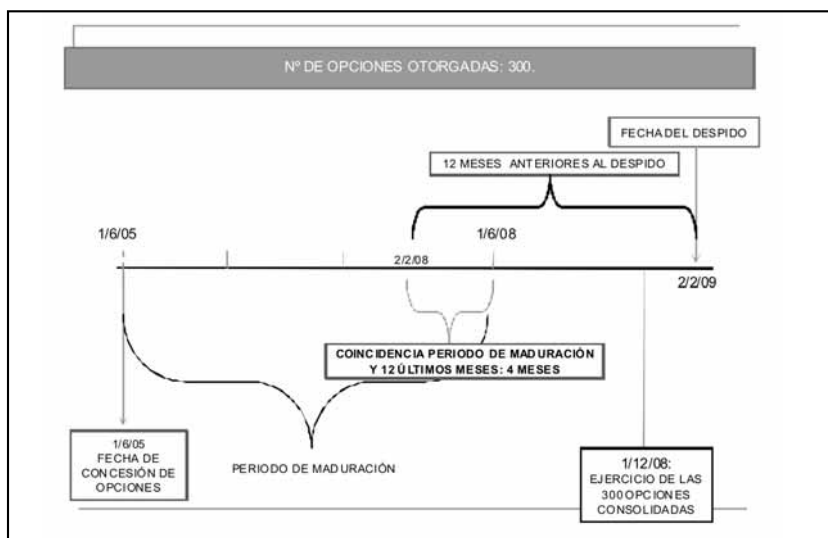 Nº DE OPCIONES OTORGADAS: 300.
FECHA DEL DESPIDO
12 MESES ANTERIORES AL DESPIDO
1/6/05
1/6/08
2/2/08
2/2/09
COINCIDENCIA PERIODO DE MADURACIÓN
Y 12 ÚLTIMOS MESES: 4 MESES
1/6/05
FECHA DE
CONCESIÓN DE
OPCIONES
PERIODO DE MADURACIÓN
1/12/08:
EJERCICIO DE LAS
300 OPCIONES
CONSOLIDADAS